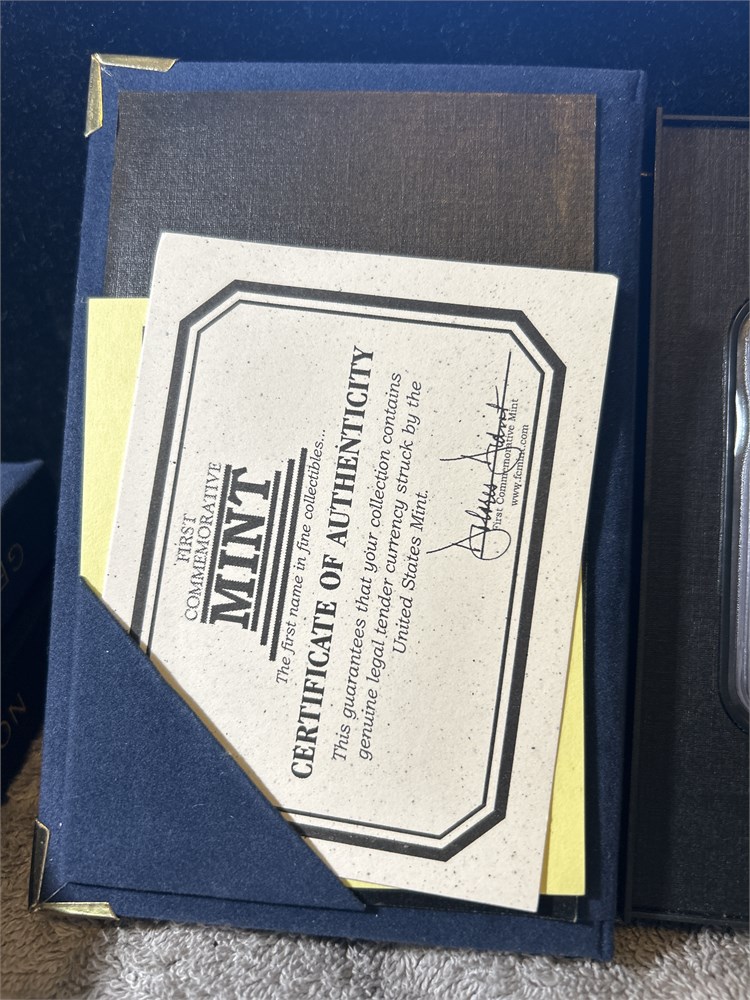 FIRST
COMMEMORATIVE
MINT
The first name in fine collectibles...
CERTIFICATE OF AUTHENTICITY
This guarantees that your collection contains
genuine legal tender currency struck by the
United States Mint.
First Commemorative Mint
www.fcmint.com